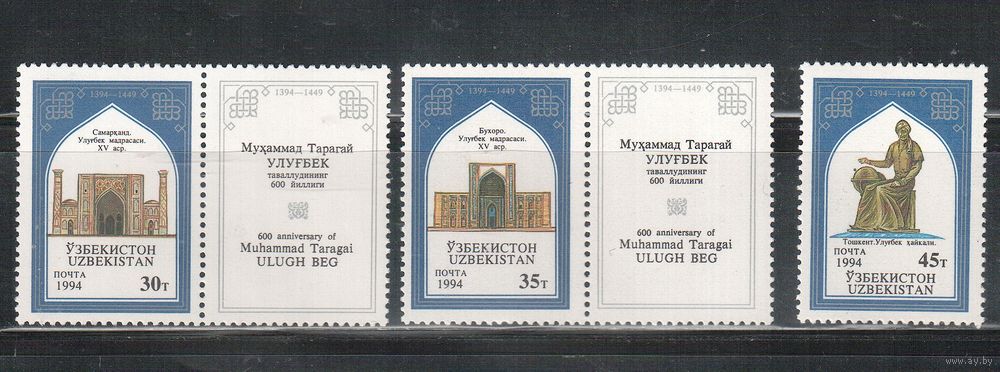 1394—1449
Самарқанд.
Улуғбек мадрасаси.
XV аср.
ЎЗБЕКИСТОН
UZBEKISTAN
ПОЧТА
1994
30т
1394—1449
Муҳаммад Тарагай
УЛУҒБЕК
таваллудининг
600 йиллиги
600 anniversary of
Muhammad Taragai
ULUGH BEG
1394—1449
Бухоро.
Улуғбек мадрасаси.
XV аср.
ЎЗБЕКИСТОН
UZBEKISTAN
ПОЧТА
1994
35т
1394—1449
Муҳаммад Тарагай
УЛУҒБЕК
таваллудининг
600 йиллиги
600 anniversary of
Muhammad Taragai
ULUGH BEG
1394—1449
Тошкент.Улуғбек ҳайкали.
ПОЧТА
1994
45т
ЎЗБЕКИСТОН
UZBEKISTAN
www.ay.by